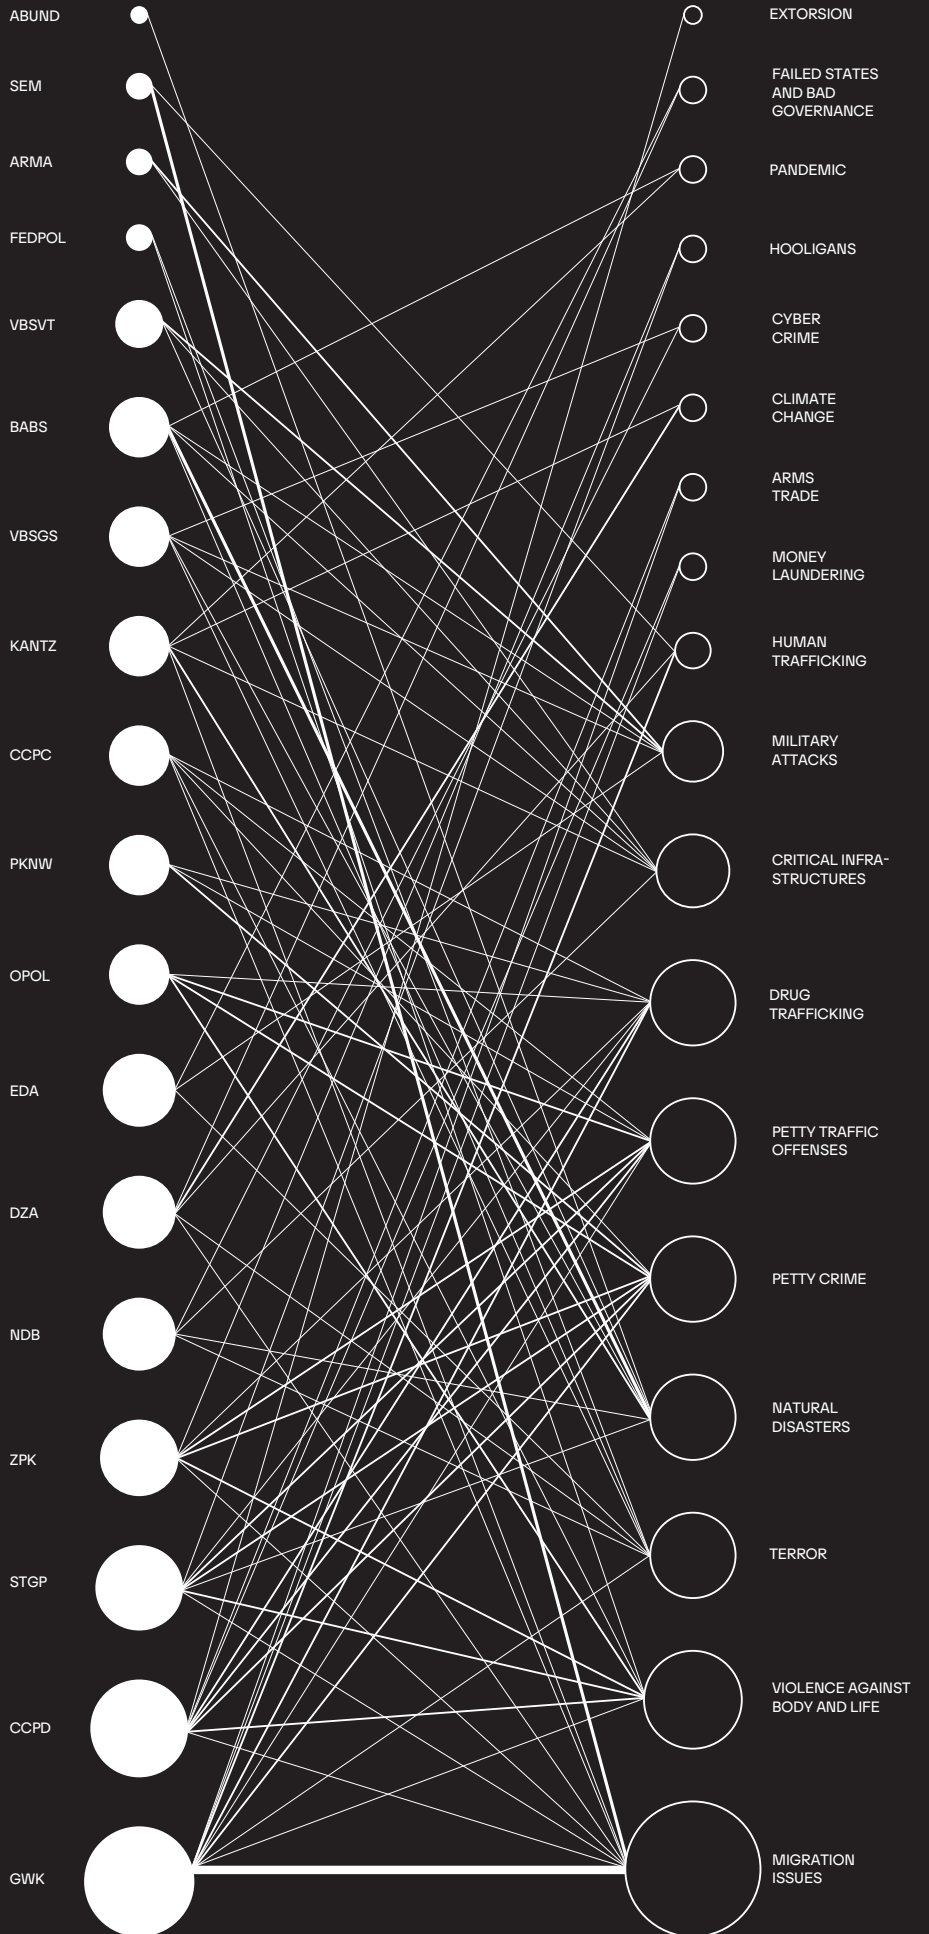 ABUND
EXTORSION
SEM
FAILED STATES
AND BAD
GOVERNANCE
ARMA
PANDEMIC
FEDPOL
HOOLIGANS
VBSVT
CYBER
CRIME
BABS
CLIMATE
CHANGE
VBSGS
ARMS
TRADE
MONEY
LAUNDERING
KANTZ
HUMAN
TRAFFICKING
CCPC
MILITARY
ATTACKS
PKNW
CRITICAL INFRA-
STRUCTURES
OPOL
DRUG
TRAFFICKING
EDA
PETTY TRAFFIC
OFFENSES
DZA
PETTY CRIME
NDB
NATURAL
DISASTERS
ZPK
TERROR
STGP
VIOLENCE AGAINST
BODY AND LIFE
CCPD
MIGRATION
ISSUES
GWK